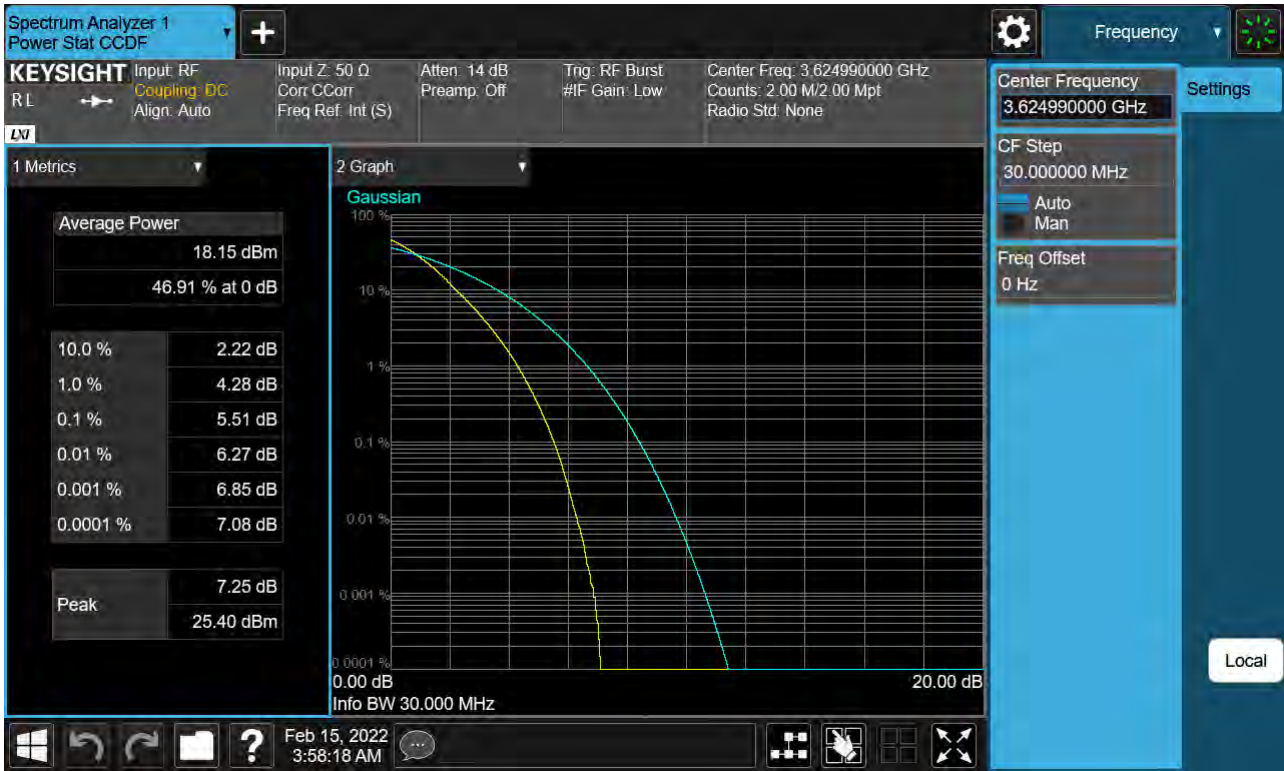 Spectrum Analyzer 1
Power Stat CCDF
+
Frequency
KEYSIGHT
RL
LXI
Input: RF
Coupling: DC
Align: Auto
Input Z: 50 Ω
Corr CCorr
Freq Ref: Int (S)
Atten: 14 dB
Preamp: Off
Trig: RF Burst
#IF Gain: Low
Center Freq: 3.624990000 GHz
Counts: 2.00 M/2.00 Mpt
Radio Std: None
Center Frequency
3.624990000 GHz
Settings
CF Step
30.000000 MHz
Auto
Man
Freq Offset
0 Hz
1 Metrics
Average Power
18.15 dBm
46.91 % at 0 dB
10.0 % 2.22 dB
1.0 % 4.28 dB
0.1 % 5.51 dB
0.01 % 6.27 dB
0.001 % 6.85 dB
0.0001 % 7.08 dB
Peak
7.25 dB
25.40 dBm
2 Graph
Gaussian
100 %
10 %
1 %
0.1 %
0.01 %
0.001 %
0.0001 %
0.00 dB 20.00 dB
Info BW 30.000 MHz
Local
?
Feb 15, 2022
3:58:18 AM